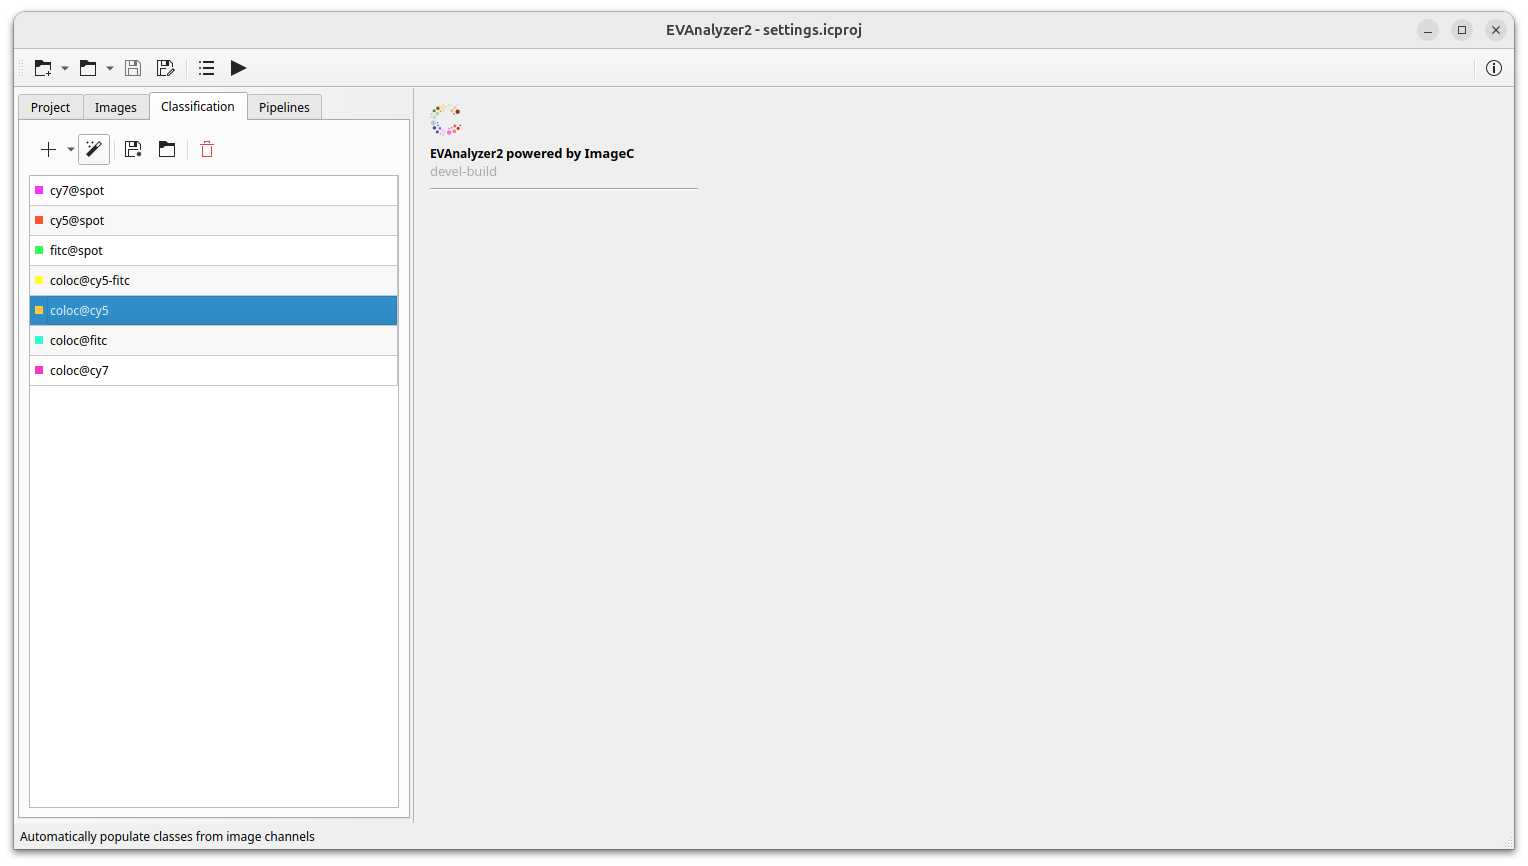 EVAnalyzer2 - settings.icproj
Project Images Classification Pipelines
cy7@spot
cy5@spot
fitc@spot
coloc@cy5-fitc
coloc@cy5
coloc@fitc
coloc@cy7
EVAnalyzer2 powered by ImageC
devel-build
Automatically populate classes from image channels